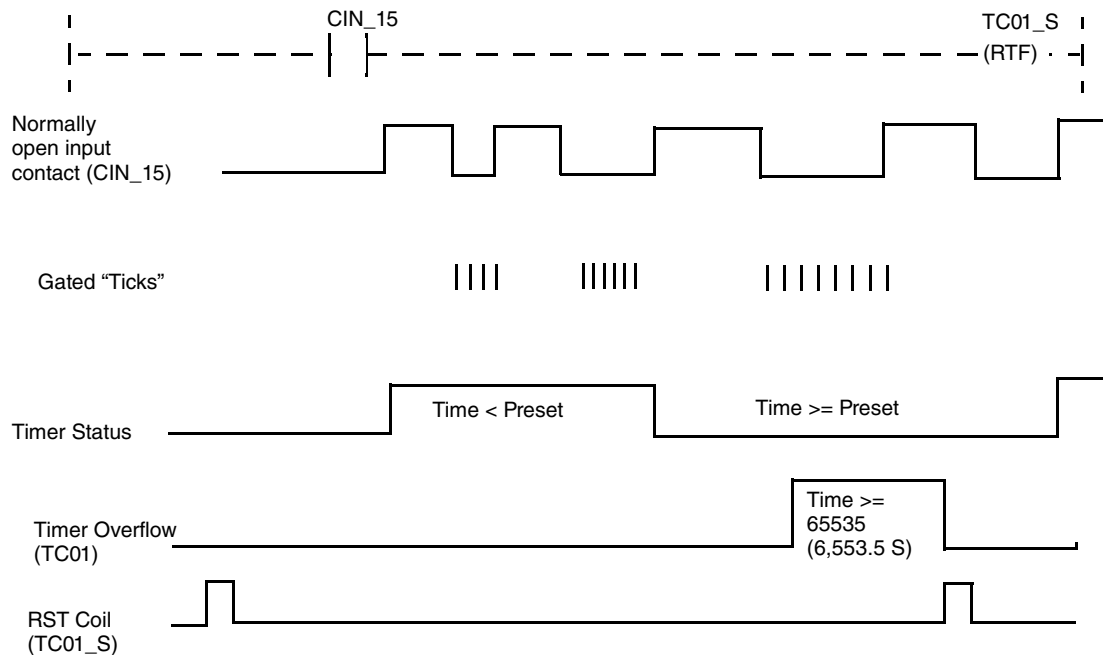 CIN_15
TC01_S
(RTF)
Normally
open input
contact (CIN_15)
Gated “Ticks”
Time < Preset
Time >= Preset
Timer Status
Time >=
65535
(6,553.5 S)
Timer Overflow
(TC01)
RST Coil
(TC01_S)